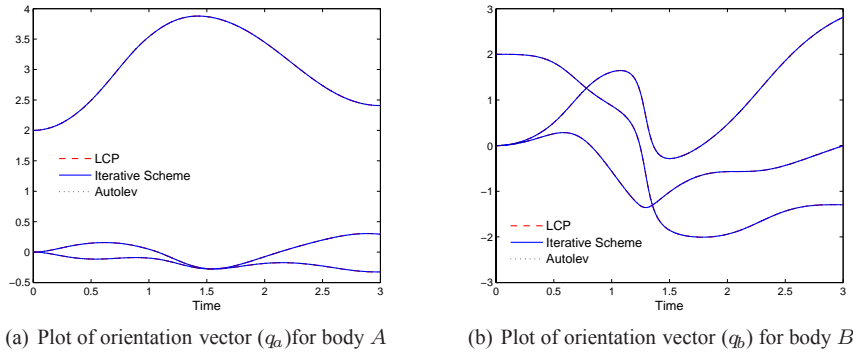 4
3.5
3
2.5
2
1.5
1
0.5
0
−0.5
LCP
Iterative Scheme
Autolev
0 0.5 1 1.5 2 2.5 3
Time
(a) Plot of orientation vector (qₐ)for body A
3
2
1
0
−1
−2
−3
LCP
Iterative Scheme
Autolev
0 0.5 1 1.5 2 2.5 3
Time
(b) Plot of orientation vector (q_b) for body B